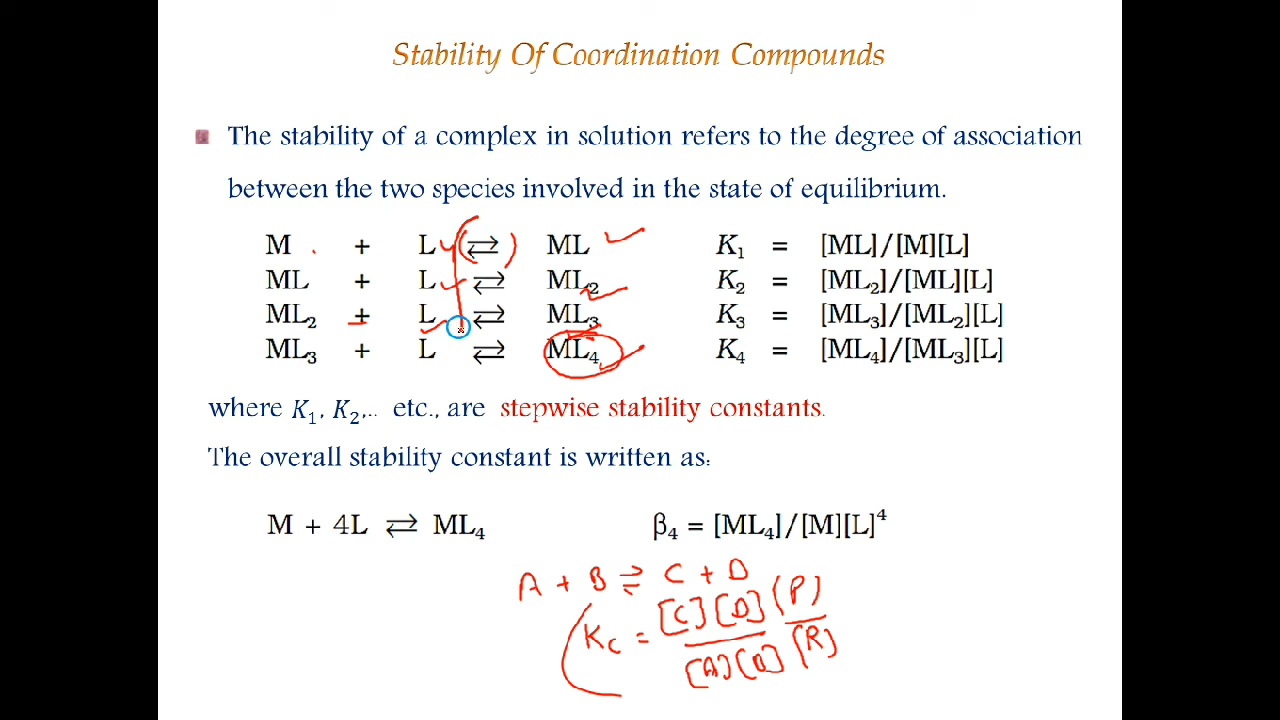 Stability Of Coordination Compounds
The stability of a complex in solution refers to the degree of association
between the two species involved in the state of equilibrium.
M + L ⇄ ML K₁ = [ML]/[M][L]
ML + L ⇄ ML₂ K₂ = [ML₂]/[ML][L]
ML₂ + L ⇄ ML₃ K₃ = [ML₃]/[ML₂][L]
ML₃ + L ⇄ ML₄ K₄ = [ML₄]/[ML₃][L]
where K₁, K₂,.. etc., are stepwise stability constants.
The overall stability constant is written as:
M + 4L ⇄ ML₄ β₄ = [ML₄]/[M][L]⁴
A + B ⇄ C + D
Kc = [C][D] (P)
[A][B] [R]